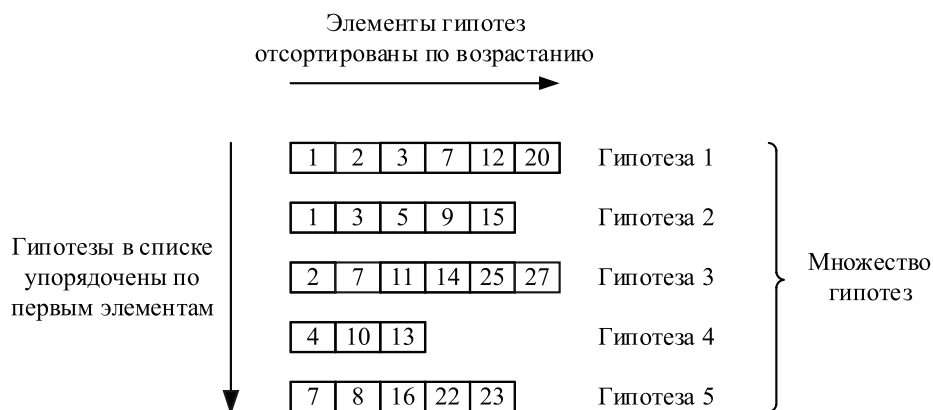 Элементы гипотез
отсортированы по возрастанию
1 2 3 7 12 20 Гипотеза 1
1 3 5 9 15 Гипотеза 2
Гипотезы в списке
упорядочены по
первым элементам
2 7 11 14 25 27 Гипотеза 3
Множество
гипотез
4 10 13 Гипотеза 4
7 8 16 22 23 Гипотеза 5